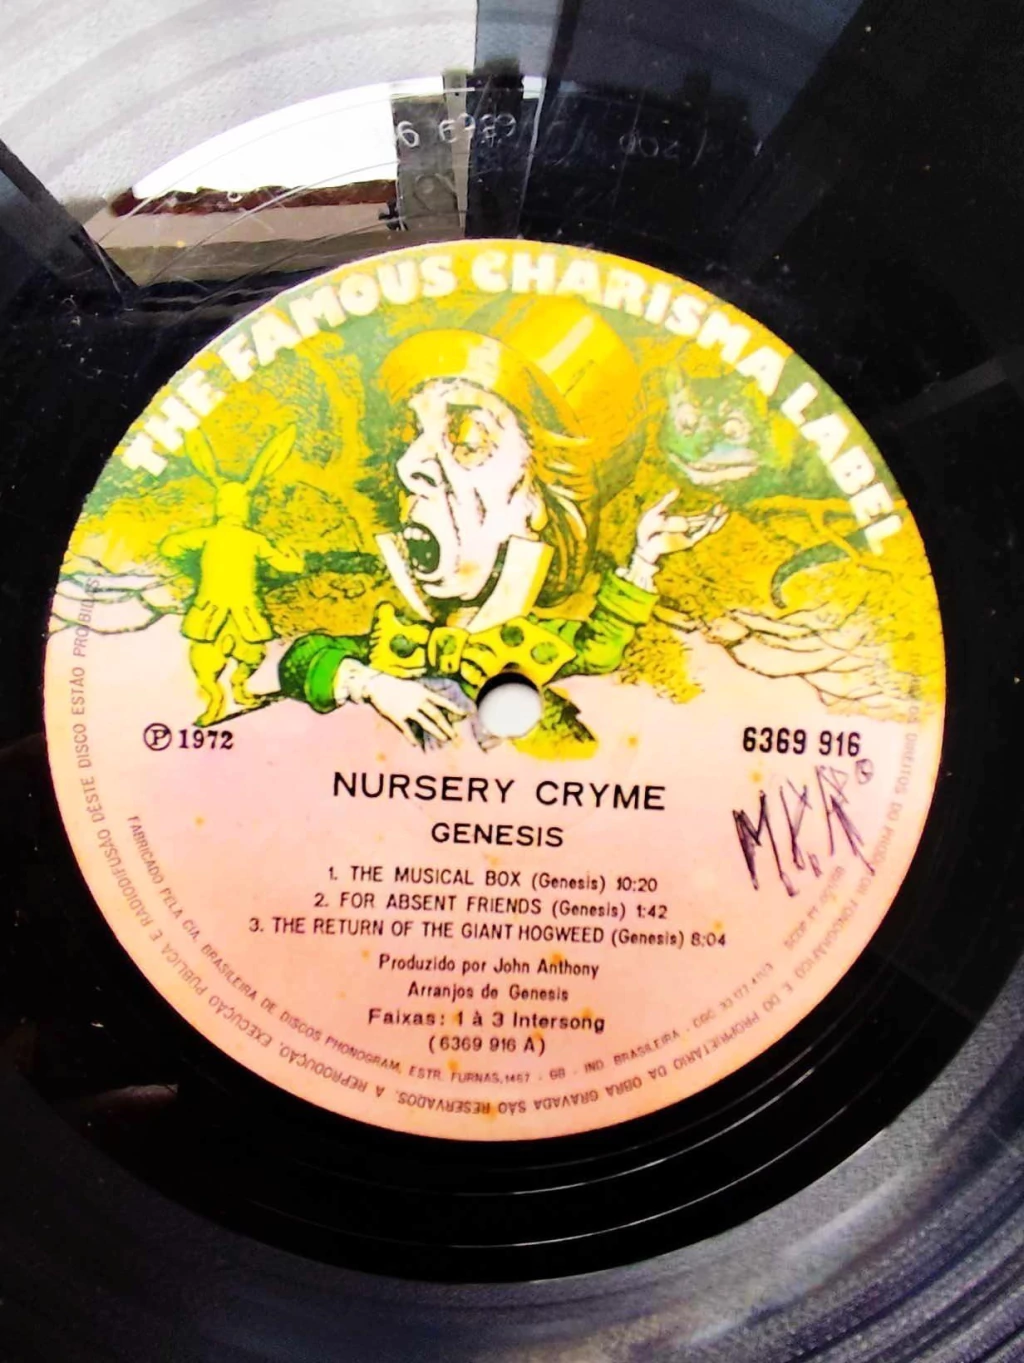 THE FAMOUS CHARISMA LABEL
℗ 1972
6369 916
NURSERY CRYME
GENESIS
1. THE MUSICAL BOX (Genesis) 10:20
2. FOR ABSENT FRIENDS (Genesis) 1:42
3. THE RETURN OF THE GIANT HOGWEED (Genesis) 8:04
Produzido por John Anthony
Arranjos de Genesis
Faixas: 1 à 3 Intersong
(6369 916 A)
FABRICADO PELA CIA. BRASILEIRA DE DISCOS PHONOGRAM, ESTR. FURNAS, 1467 - GB - IND. BRASILEIRA - CGC
DIREITOS DO PRODUTOR FONOGRÁFICO E DO PROPRIETÁRIO DA OBRA GRAVADA SÃO RESERVADOS. A REPRODUÇÃO, EXECUÇÃO PÚBLICA E RADIODIFUSÃO DESTE DISCO ESTÃO PROIBIDAS